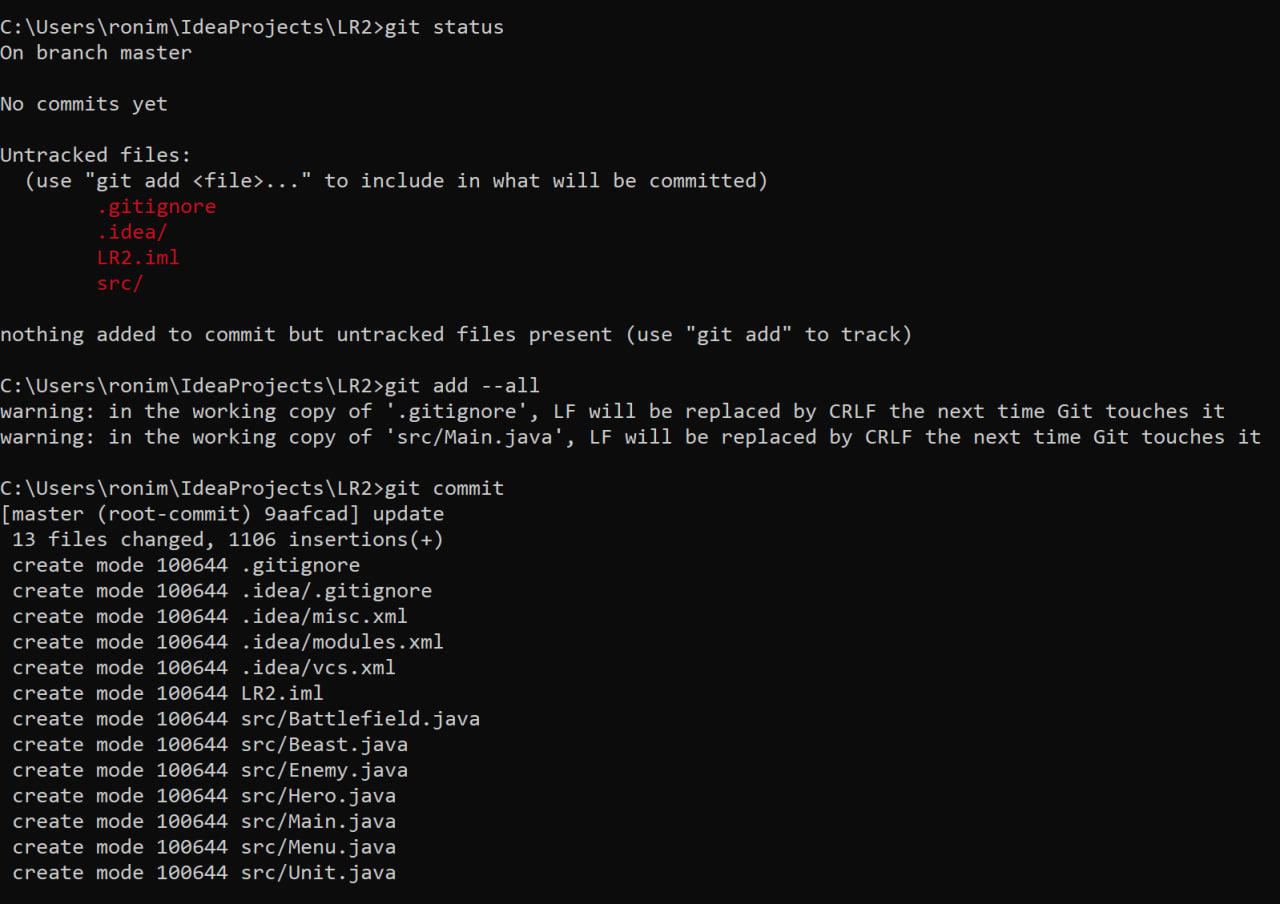 C:\Users\ronim\IdeaProjects\LR2>git status
On branch master
No commits yet
Untracked files:
(use "git add <file>..." to include in what will be committed)
.gitignore
.idea/
LR2.iml
src/
nothing added to commit but untracked files present (use "git add" to track)
C:\Users\ronim\IdeaProjects\LR2>git add --all
warning: in the working copy of '.gitignore', LF will be replaced by CRLF the next time Git touches it
warning: in the working copy of 'src/Main.java', LF will be replaced by CRLF the next time Git touches it
C:\Users\ronim\IdeaProjects\LR2>git commit
[master (root-commit) 9aafcad] update
13 files changed, 1106 insertions(+)
create mode 100644 .gitignore
create mode 100644 .idea/.gitignore
create mode 100644 .idea/misc.xml
create mode 100644 .idea/modules.xml
create mode 100644 .idea/vcs.xml
create mode 100644 LR2.iml
create mode 100644 src/Battlefield.java
create mode 100644 src/Beast.java
create mode 100644 src/Enemy.java
create mode 100644 src/Hero.java
create mode 100644 src/Main.java
create mode 100644 src/Menu.java
create mode 100644 src/Unit.java